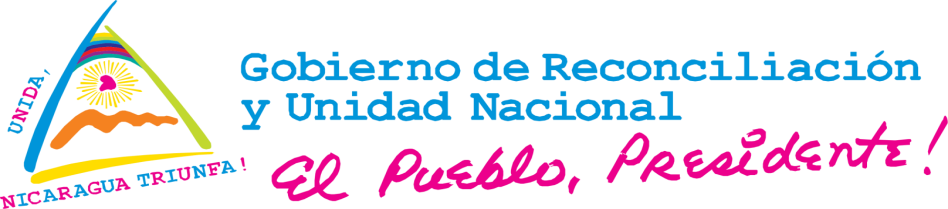 UNIDA,
NICARAGUA TRIUNFA!
Gobierno de Reconciliación
y Unidad Nacional
El Pueblo, Presidente!